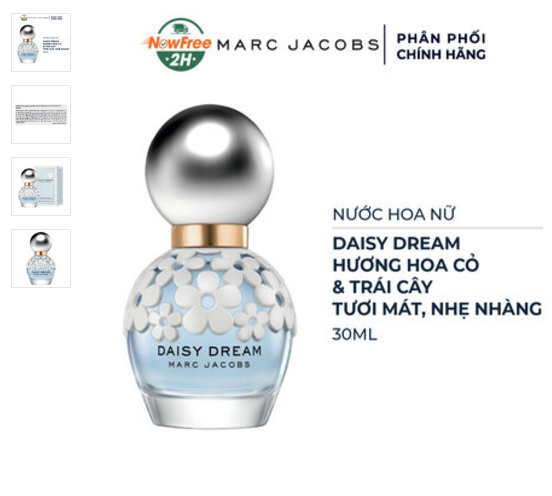 NowFree
2H
MARC JACOBS
PHÂN PHỐI
CHÍNH HÃNG
NƯỚC HOA NỮ
DAISY DREAM
HƯƠNG HOA CỎ
& TRÁI CÂY
TƯƠI MÁT, NHẸ NHÀNG
30ML
DAISY DREAM
MARC JACOBS